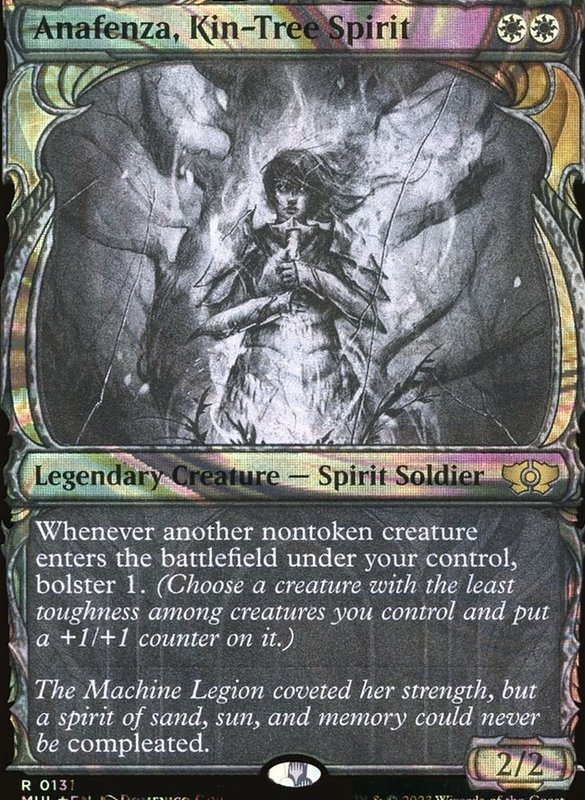 Anafenza, Kin-Tree Spirit
Legendary Creature — Spirit Soldier
Whenever another nontoken creature
enters the battlefield under your control,
bolster 1. (Choose a creature with the least
toughness among creatures you control and put
a +1/+1 counter on it.)
The Machine Legion coveted her strength, but
a spirit of sand, sun, and memory could never
be compleated.
2/2
R 0131